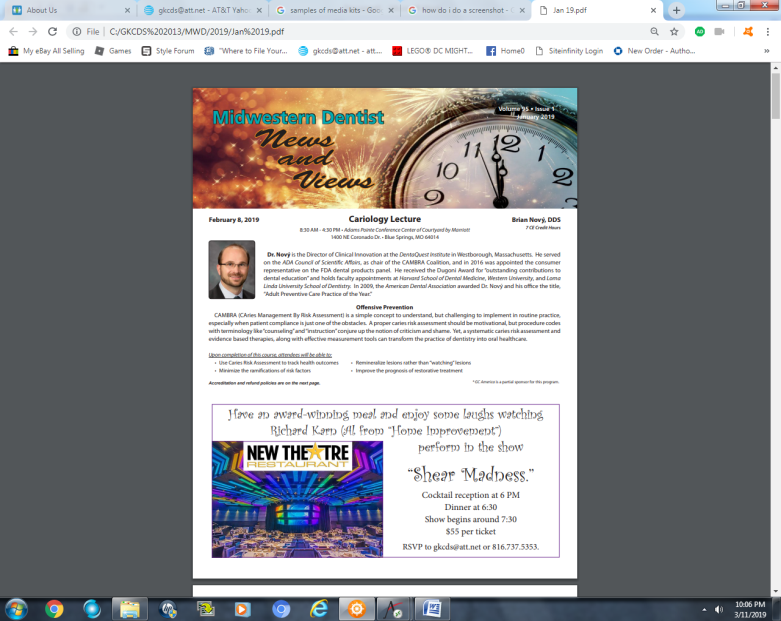 About Us
gkcds@att.net - AT&T Yaho
samples of media kits - Goo
how do i do a screenshot - G
Jan 19.pdf
File | C:/GKCDS%202013/MWD/2019/Jan%2019.pdf
My eBay All Selling
Games
Style Forum
"Where to File Your...
gkcds@att.net - att....
LEGO® DC MIGHT...
Home0
Siteinfinity Login
New Order - Autho...
»
Midwestern Dentist
News
and
Views
Volume 95 • Issue 1
January 2019
11 12 1
10 2
9 3
February 8, 2019
Cariology Lecture
Brian Nový, DDS
8:30 AM - 4:30 PM • Adams Pointe Conference Center of Courtyard by Marriott
7 CE Credit Hours
1400 NE Coronado Dr. • Blue Springs, MO 64014
Dr. Nový is the Director of Clinical Innovation at the DentaQuest Institute in Westborough, Massachusetts. He served
on the ADA Council of Scientific Affairs, as chair of the CAMBRA Coalition, and in 2016 was appointed the consumer
representative on the FDA dental products panel. He received the Dugoni Award for "outstanding contributions to
dental education" and holds faculty appointments at Harvard School of Dental Medicine, Western University, and Loma
Linda University School of Dentistry. In 2009, the American Dental Association awarded Dr. Nový and his office the title,
"Adult Preventive Care Practice of the Year."
Offensive Prevention
CAMBRA (CAries Management By Risk Assessment) is a simple concept to understand, but challenging to implement in routine practice,
especially when patient compliance is just one of the obstacles. A proper caries risk assessment should be motivational, but procedure codes
with terminology like "counseling" and "instruction" conjure up the notion of criticism and shame. Yet, a systematic caries risk assessment and
evidence based therapies, along with effective measurement tools can transform the practice of dentistry into oral healthcare.
Upon completion of this course, attendees will be able to:
• Use Caries Risk Assessment to track health outcomes
• Remineralize lesions rather than "watching" lesions
• Minimize the ramifications of risk factors
• Improve the prognosis of restorative treatment
Accreditation and refund policies are on the next page.
* GC America is a partial sponsor for this program.
Have an award-winning meal and enjoy some laughs watching
Richard Karn (Al from "Home Improvement")
perform in the show
NEW THEATRE
RESTAURANT
"Shear Madness."
Cocktail reception at 6 PM
Dinner at 6:30
Show begins around 7:30
$55 per ticket
RSVP to gkcds@att.net or 816.737.5353.
10:06 PM
3/11/2019